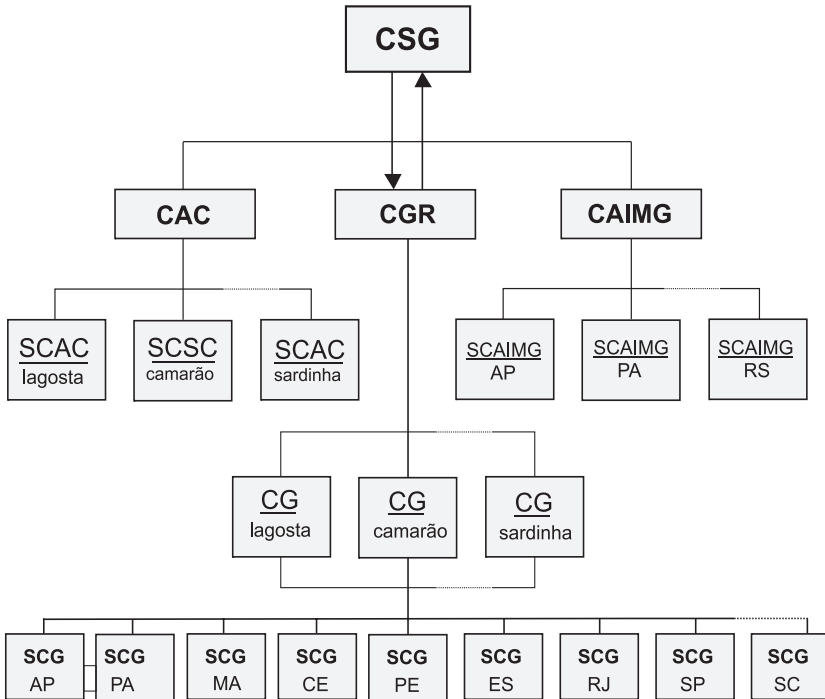 CSG
CAC
CGR
CAIMG
SCAC
lagosta
SCSC
camarão
SCAC
sardinha
SCAIMG
AP
SCAIMG
PA
SCAIMG
RS
CG
lagosta
CG
camarão
CG
sardinha
SCG
AP
SCG
PA
SCG
MA
SCG
CE
SCG
PE
SCG
ES
SCG
RJ
SCG
SP
SCG
SC